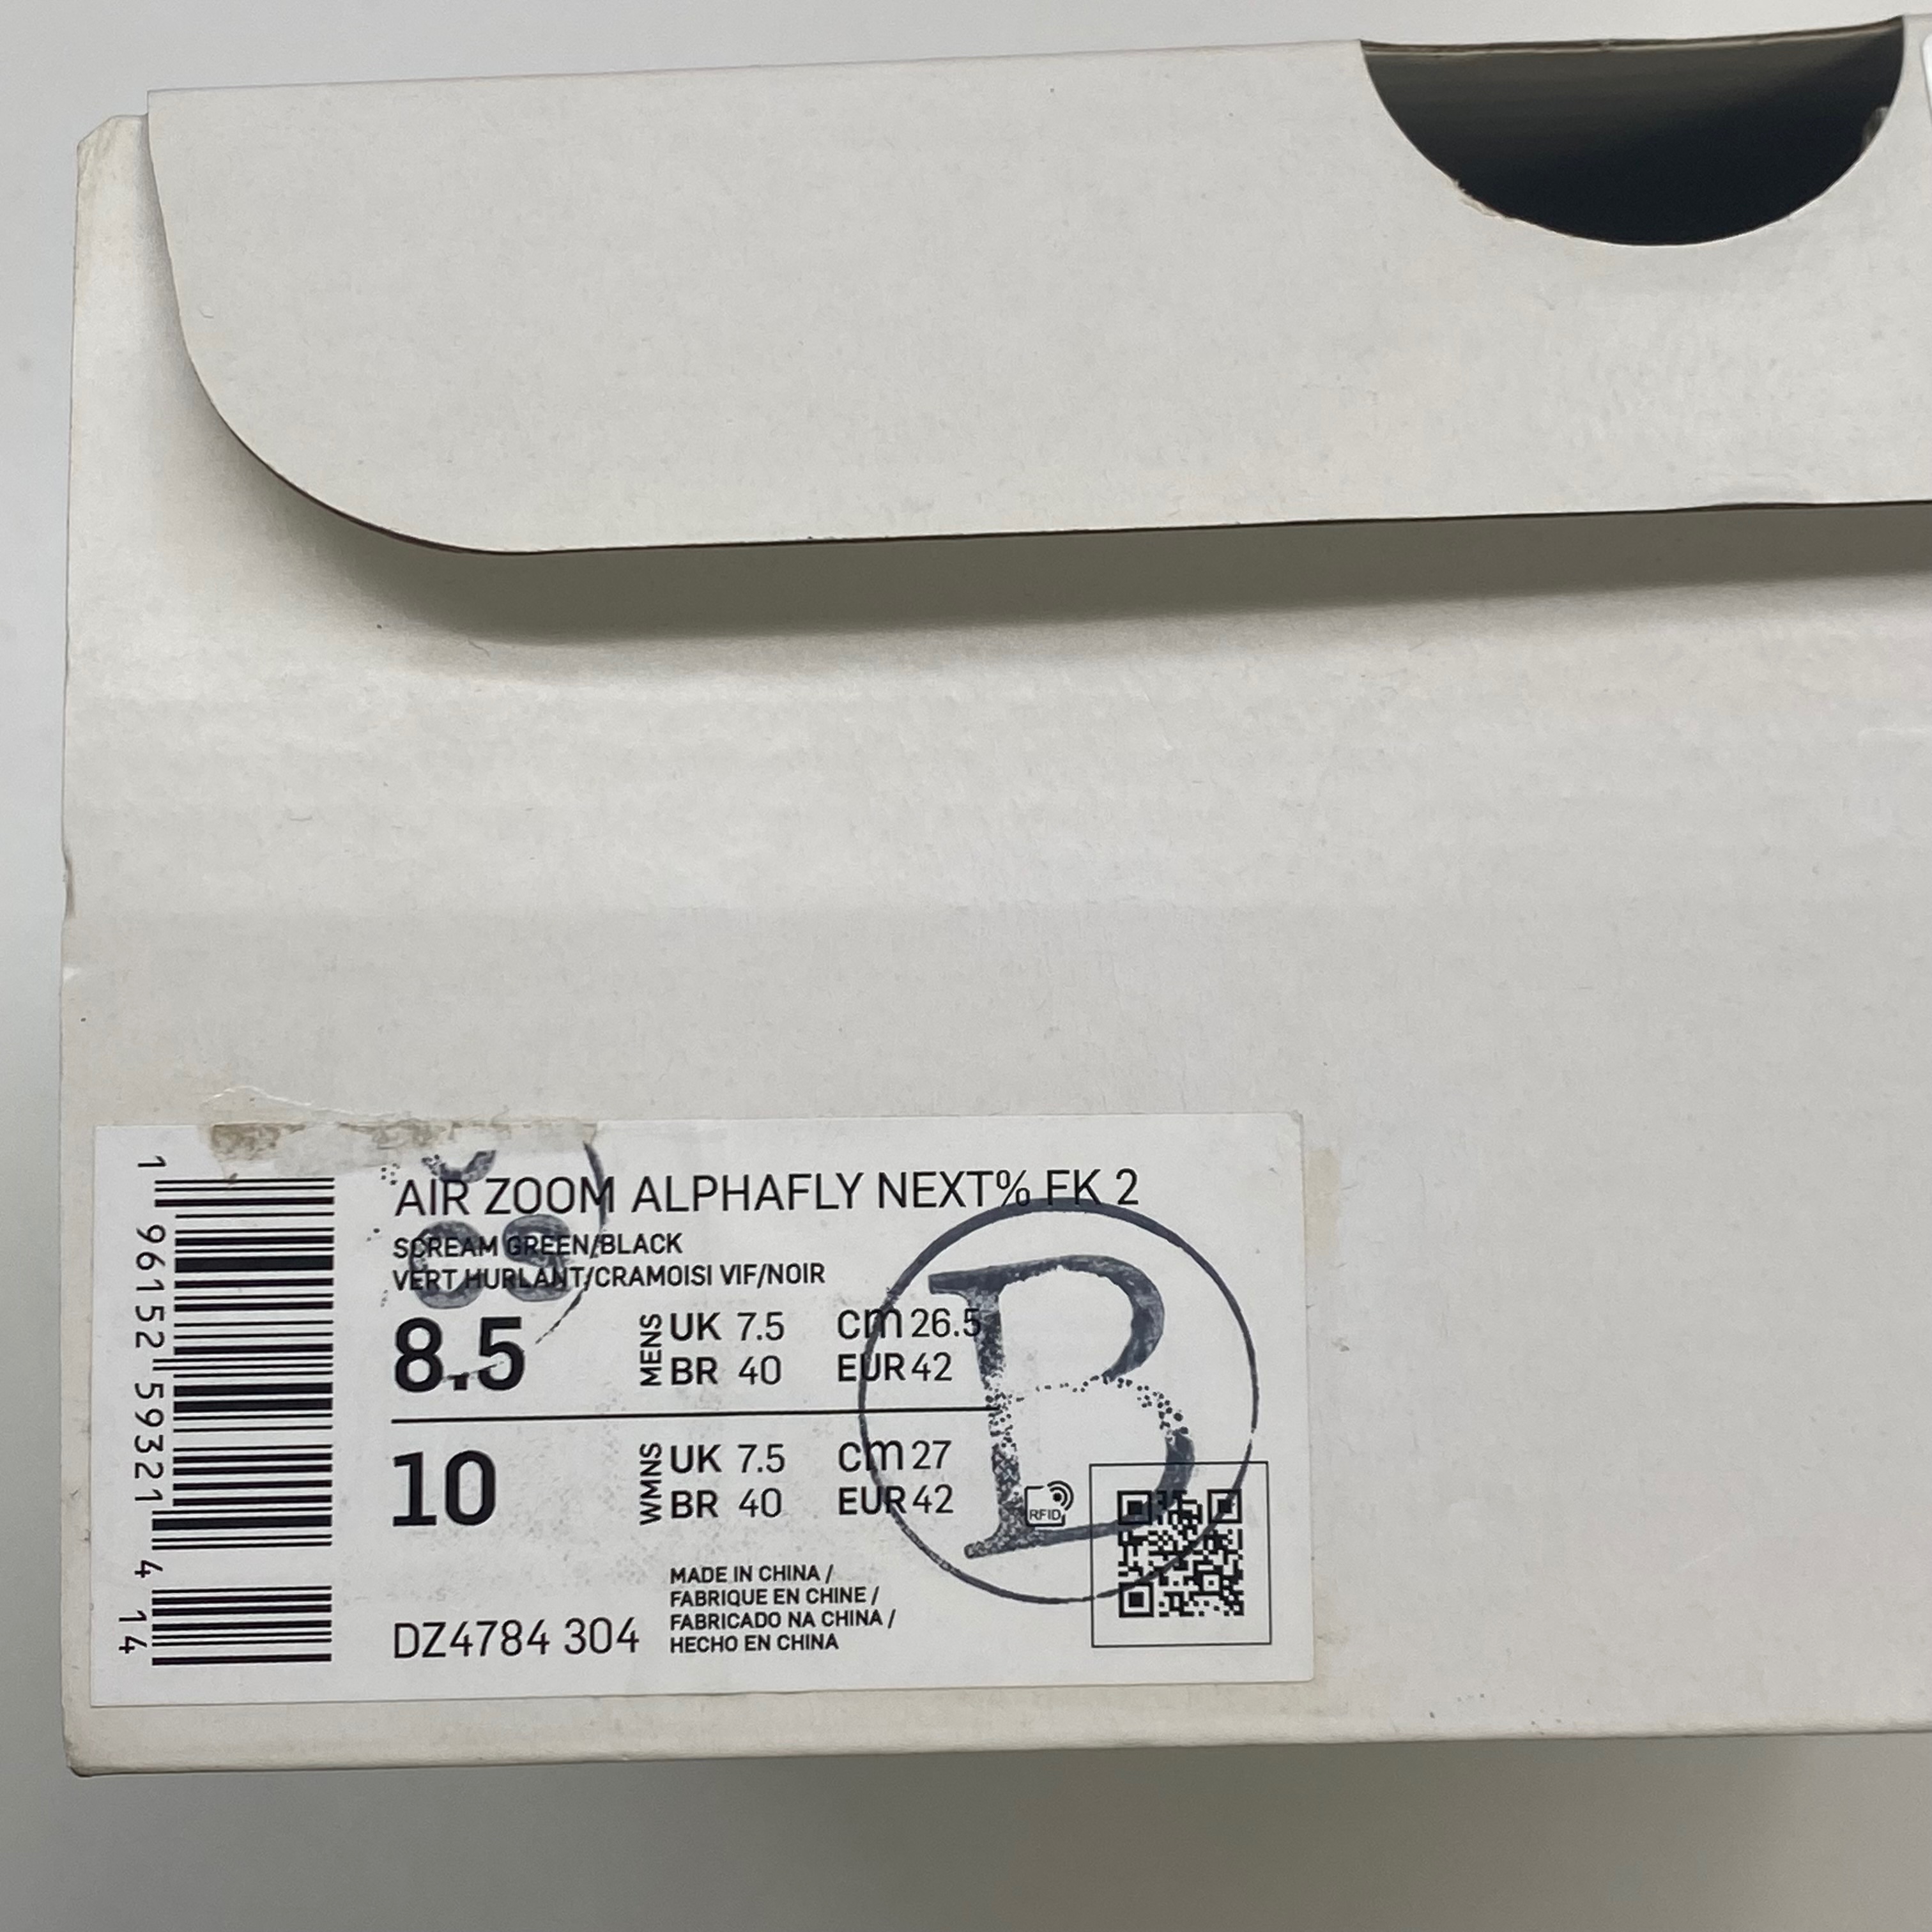 AIR ZOOM ALPHAFLY NEXT% FK 2
SCREAM GREEN/BLACK
VERT HURLANT/CRAMOISI VIF/NOIR
8.5 MENS UK 7.5 cm 26.5
BR 40 EUR 42
10 WMNS UK 7.5 cm 27
BR 40 EUR 42
RFID
B
MADE IN CHINA /
FABRIQUE EN CHINE /
FABRICADO NA CHINA /
HECHO EN CHINA
DZ4784 304
1 96152 59321 4 14